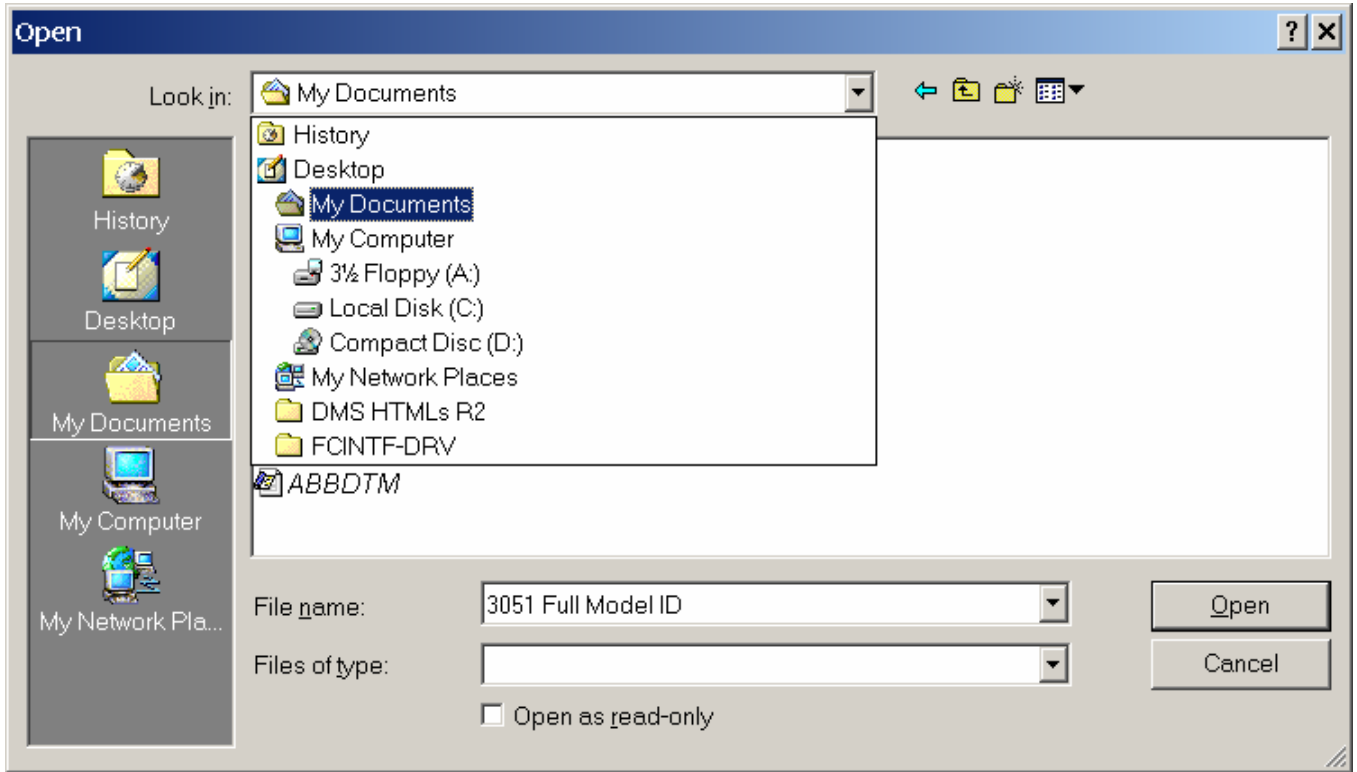 Open
Look in: My Documents
History
Desktop
My Documents
My Computer
3½ Floppy (A:)
Local Disk (C:)
Compact Disc (D:)
My Network Places
DMS HTMLs R2
FCINTF-DRV
ABBDTM
History
Desktop
My Documents
My Computer
My Network Pla...
File name: 3051 Full Model ID
Open
Files of type:
Cancel
Open as read-only